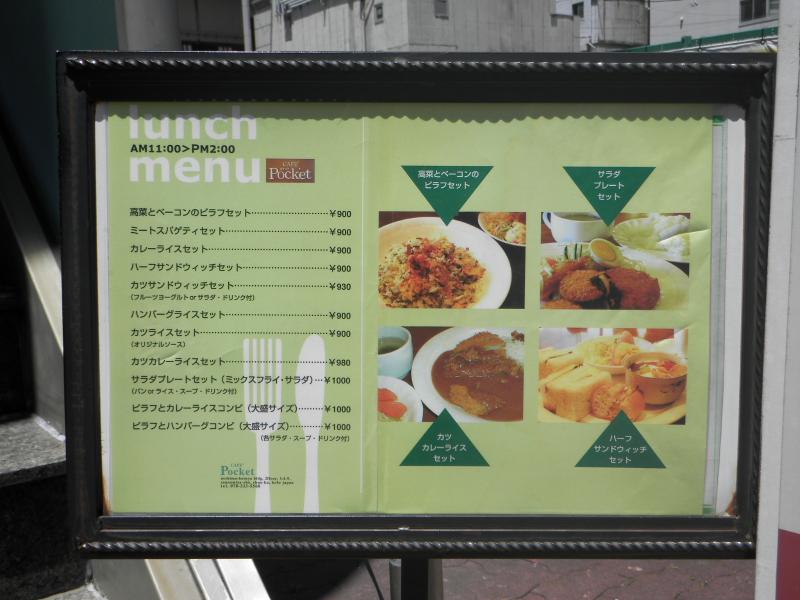 lunch
AM11:00>PM2:00
menu
CAFE
Pocket
高菜とベーコンのピラフセット ¥900
ミートスパゲティセット ¥900
カレーライスセット ¥900
ハーフサンドウィッチセット ¥900
カツサンドウィッチセット ¥930
(フルーツヨーグルトorサラダ・ドリンク付)
ハンバーグライスセット ¥900
カツライスセット ¥900
(オリジナルソース)
カツカレーライスセット ¥980
サラダプレートセット（ミックスフライ・サラダ） ¥1000
(パンorライス・スープ・ドリンク付)
ピラフとカレーライスコンビ（大盛サイズ） ¥1000
ピラフとハンバーグコンビ（大盛サイズ） ¥1000
(各サラダ・スープ・ドリンク付)
CAFE
Pocket
高菜とベーコンの
ピラフセット
サラダ
プレート
セット
カツ
カレーライス
セット
ハーフ
サンドウィッチ
セット